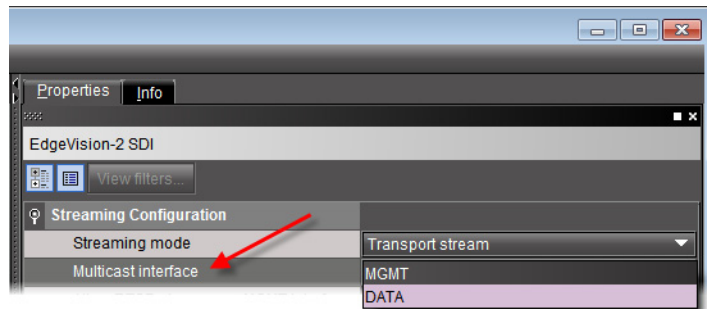 Properties Info
EdgeVision-2 SDI
View filters...
Streaming Configuration
Streaming mode Transport stream
Multicast interface MGMT
DATA